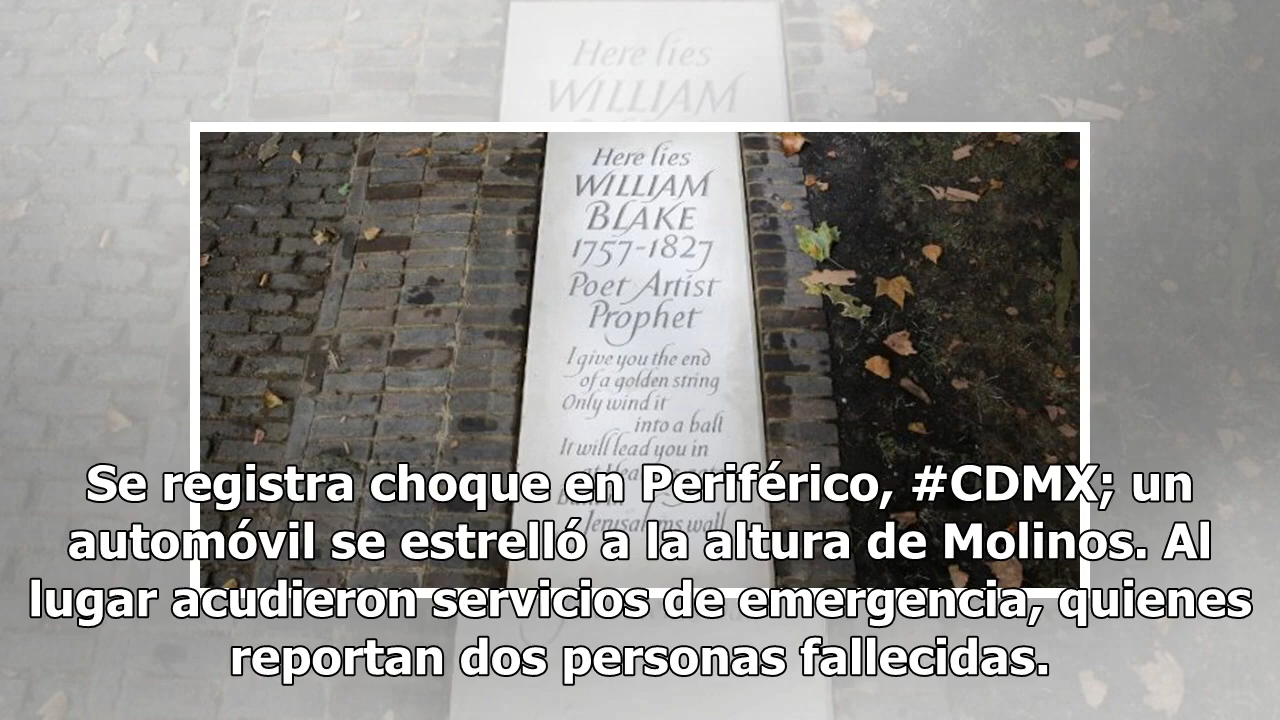 Here lies
WILLIAM
Here lies
WILLIAM
BLAKE
1757-1827
Poet Artist
Prophet
I give you the end
of a golden string
Only wind it
into a ball
It will lead you in
Se registra choque en Periférico, #CDMX; un
automóvil se estrelló a la altura de Molinos. Al
lugar acudieron servicios de emergencia, quienes
reportan dos personas fallecidas.